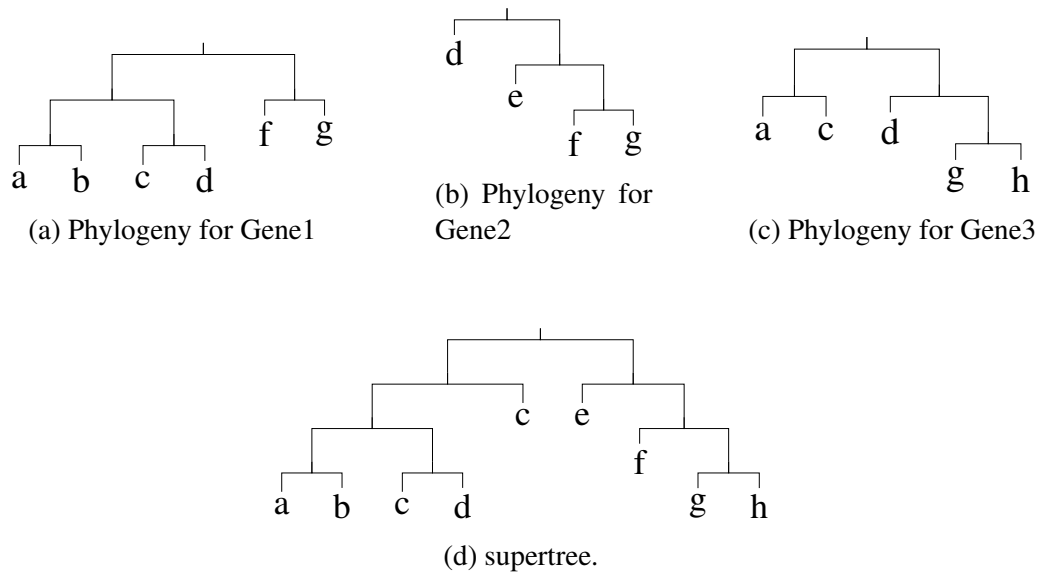 d
e
f g
a c
d
f g
a b c d
g h
(b) Phylogeny for
Gene2
(a) Phylogeny for Gene1
(c) Phylogeny for Gene3
c e
f
a b c d
g h
(d) supertree.